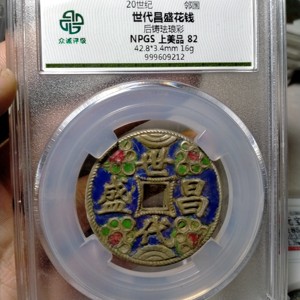 20世纪 邻国
世代昌盛花钱
后铸珐琅彩
NPGS 上美品 82
42.8*3.4mm 16g
999609212
众诚评级
世
盛 昌
代